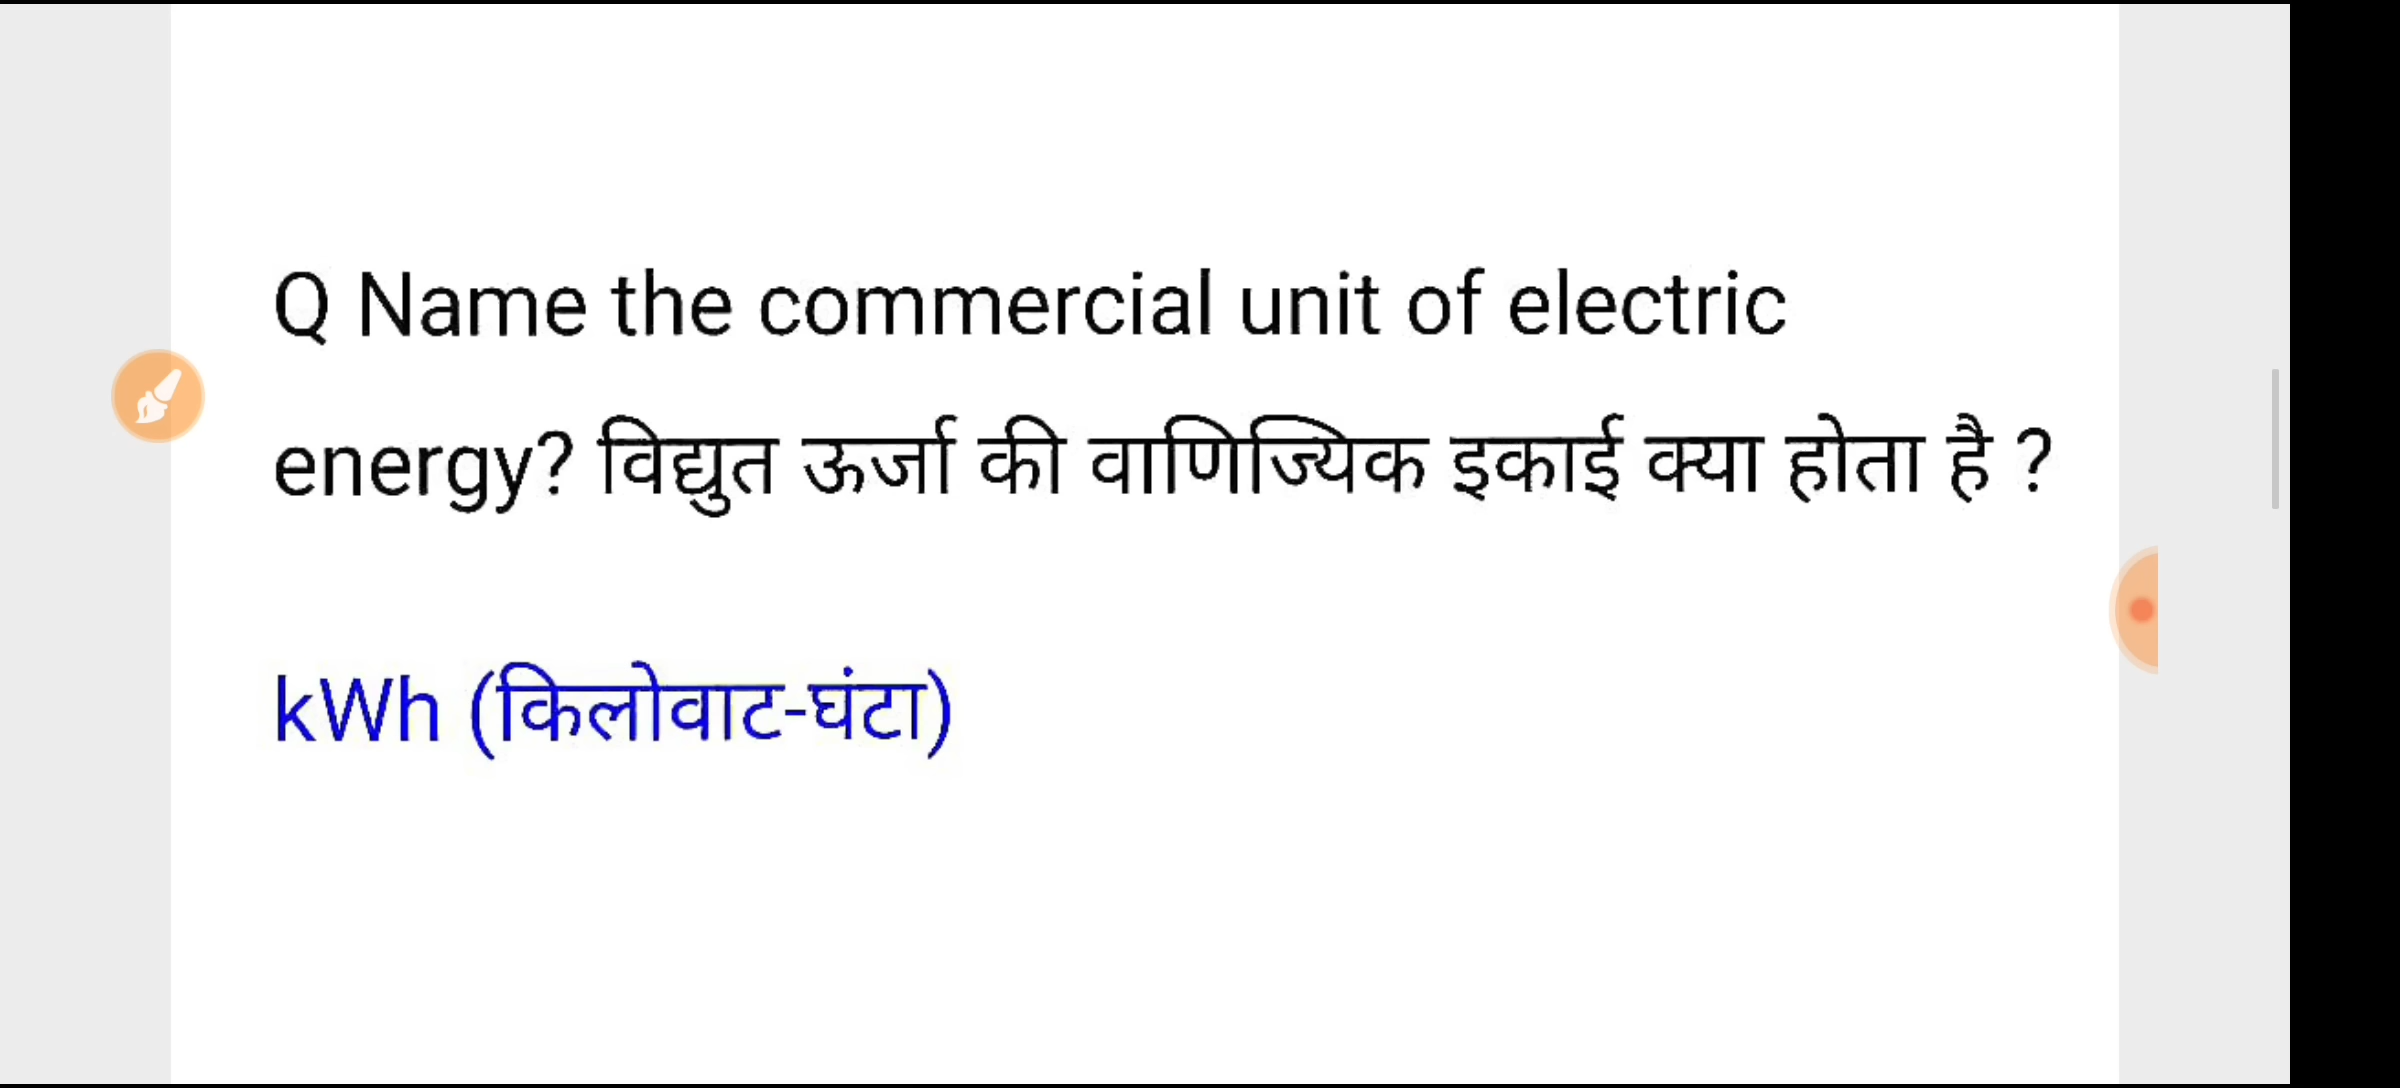 Q Name the commercial unit of electric
energy? विद्युत ऊर्जा की वाणिज्यिक इकाई क्या होता है ?
kWh (किलोवाट-घंटा)